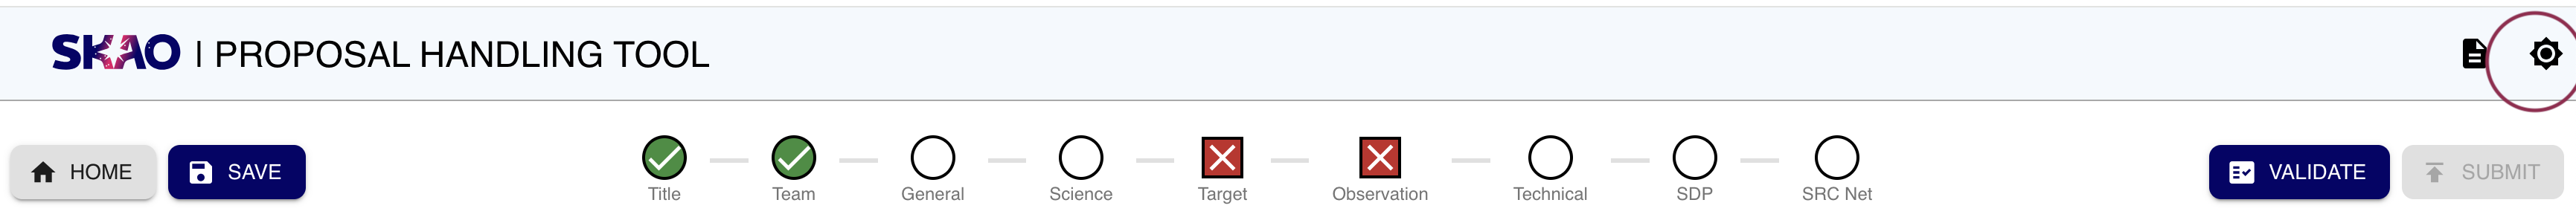 SKAO | PROPOSAL HANDLING TOOL
HOME
SAVE
Title
Team
General
Science
Target
Observation
Technical
SDP
SRC Net
VALIDATE
SUBMIT